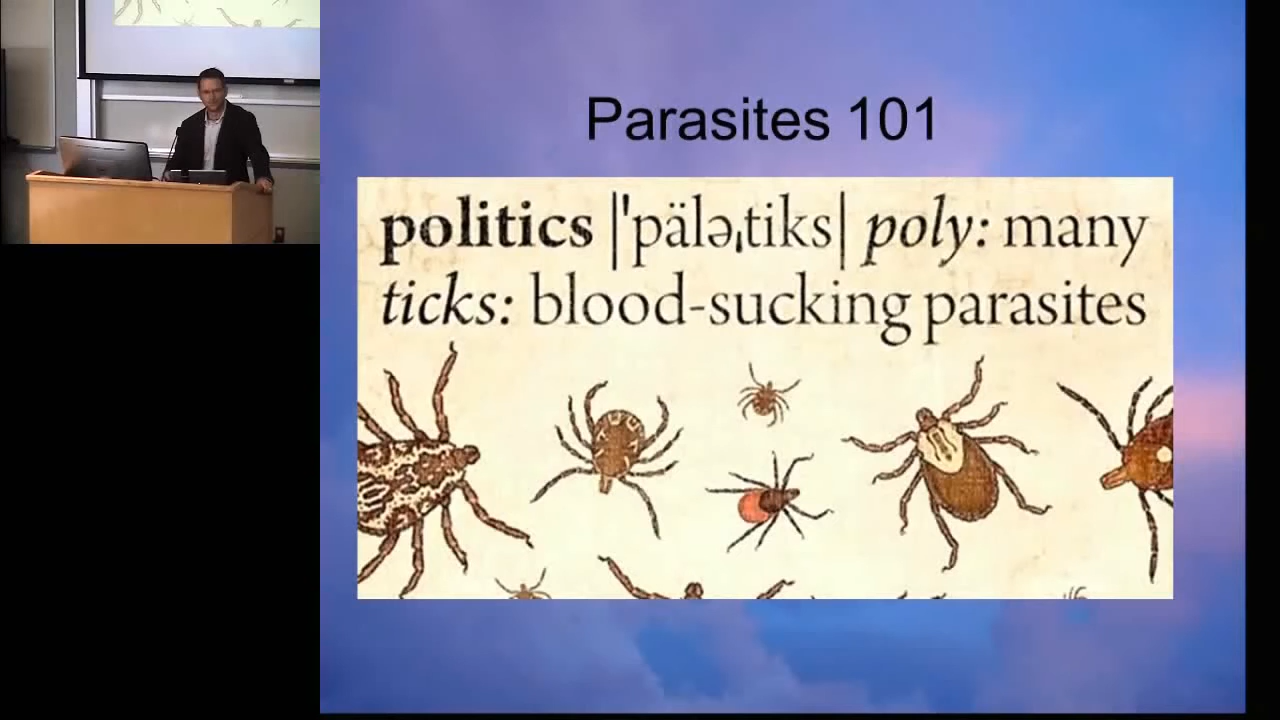 Parasites 101
politics |ˈpäləˌtiks| poly: many
ticks: blood-sucking parasites